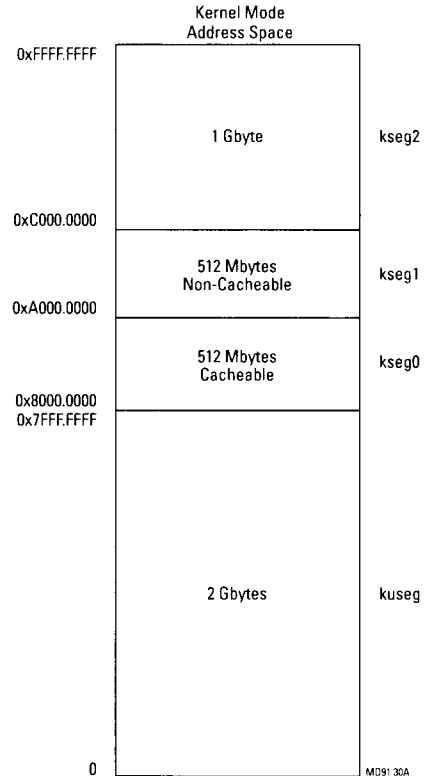 Kernel Mode
Address Space
0xFFFF.FFFF
1 Gbyte
kseg2
0xC000.0000
512 Mbytes
Non-Cacheable
kseg1
0xA000.0000
512 Mbytes
Cacheable
kseg0
0x8000.0000
0x7FFF.FFFF
2 Gbytes
kuseg
0
MD91.30A